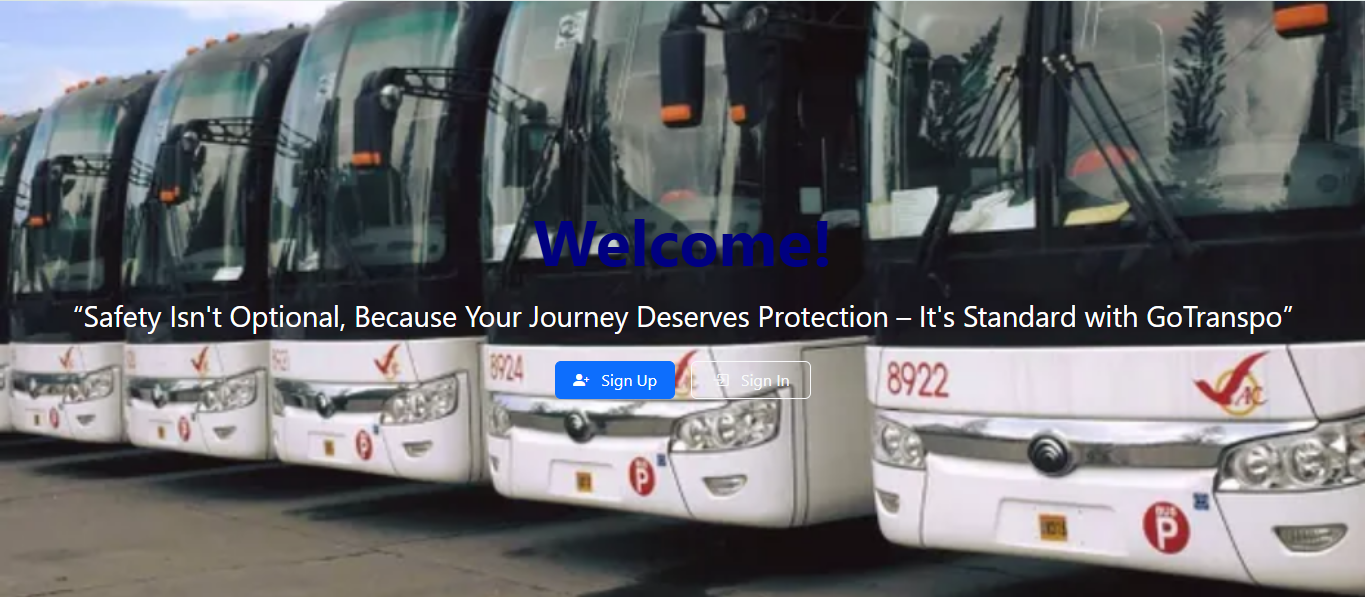 Welcome!
“Safety Isn't Optional, Because Your Journey Deserves Protection – It's Standard with GoTranspo”
Sign Up
Sign In
8924
8922
BUS
P
P